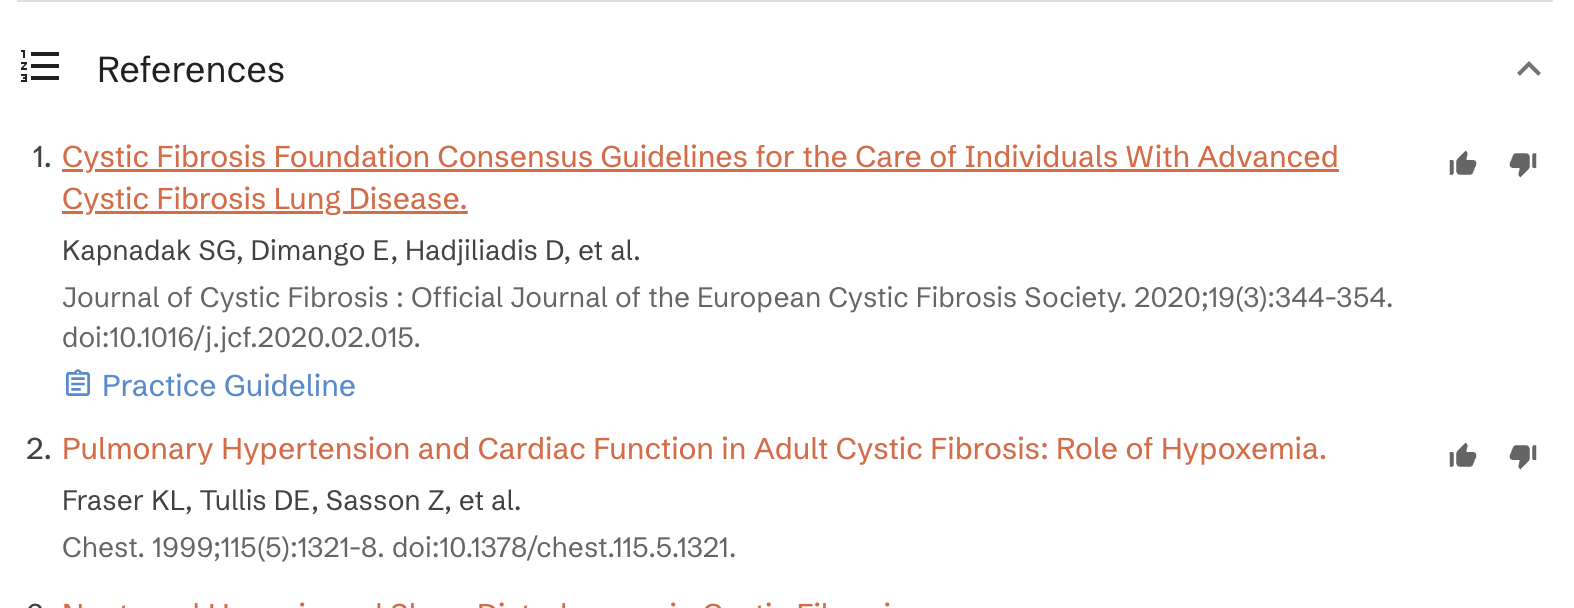 References
1. Cystic Fibrosis Foundation Consensus Guidelines for the Care of Individuals With Advanced
Cystic Fibrosis Lung Disease.
Kapnadak SG, Dimango E, Hadjiliadis D, et al.
Journal of Cystic Fibrosis : Official Journal of the European Cystic Fibrosis Society. 2020;19(3):344-354.
doi:10.1016/j.jcf.2020.02.015.
Practice Guideline
2. Pulmonary Hypertension and Cardiac Function in Adult Cystic Fibrosis: Role of Hypoxemia.
Fraser KL, Tullis DE, Sasson Z, et al.
Chest. 1999;115(5):1321-8. doi:10.1378/chest.115.5.1321.